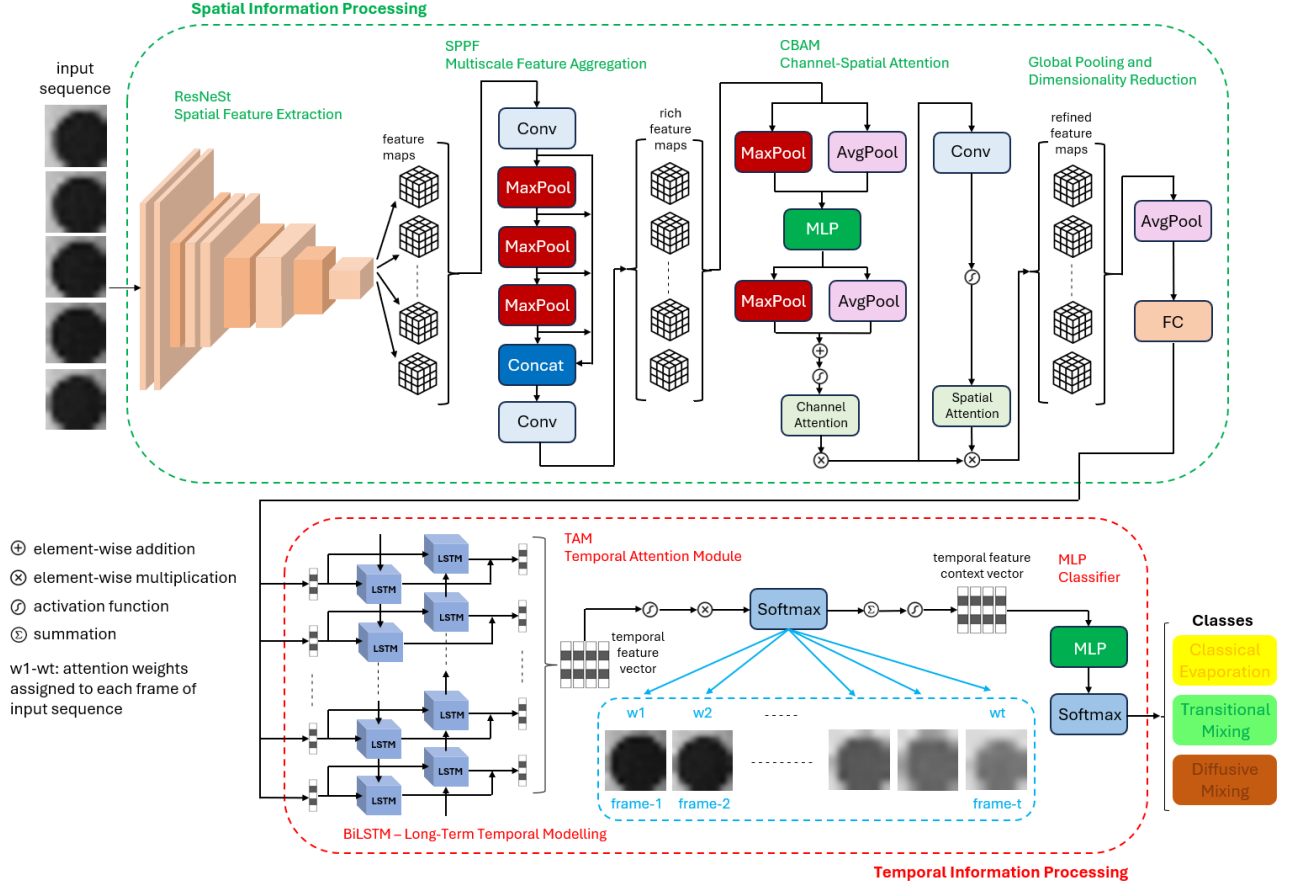 Spatial Information Processing
input
sequence
ResNeSt
Spatial Feature Extraction
feature
maps
SPPF
Multiscale Feature Aggregation
Conv
MaxPool
MaxPool
MaxPool
Concat
Conv
rich
feature
maps
CBAM
Channel-Spatial Attention
MaxPool
AvgPool
MLP
MaxPool
AvgPool
Channel
Attention
Conv
Spatial
Attention
Global Pooling and
Dimensionality Reduction
refined
feature
maps
AvgPool
FC
element-wise addition
element-wise multiplication
activation function
Σ summation
w1-wt: attention weights
assigned to each frame of
input sequence
LSTM
LSTM
LSTM
LSTM
LSTM
LSTM
LSTM
LSTM
BiLSTM – Long-Term Temporal Modelling
TAM
Temporal Attention Module
temporal
feature
vector
Softmax
Σ
temporal feature
context vector
w1
w2
wt
frame-1
frame-2
frame-t
MLP
Classifier
MLP
Softmax
Classes
Classical
Evaporation
Transitional
Mixing
Diffusive
Mixing
Temporal Information Processing